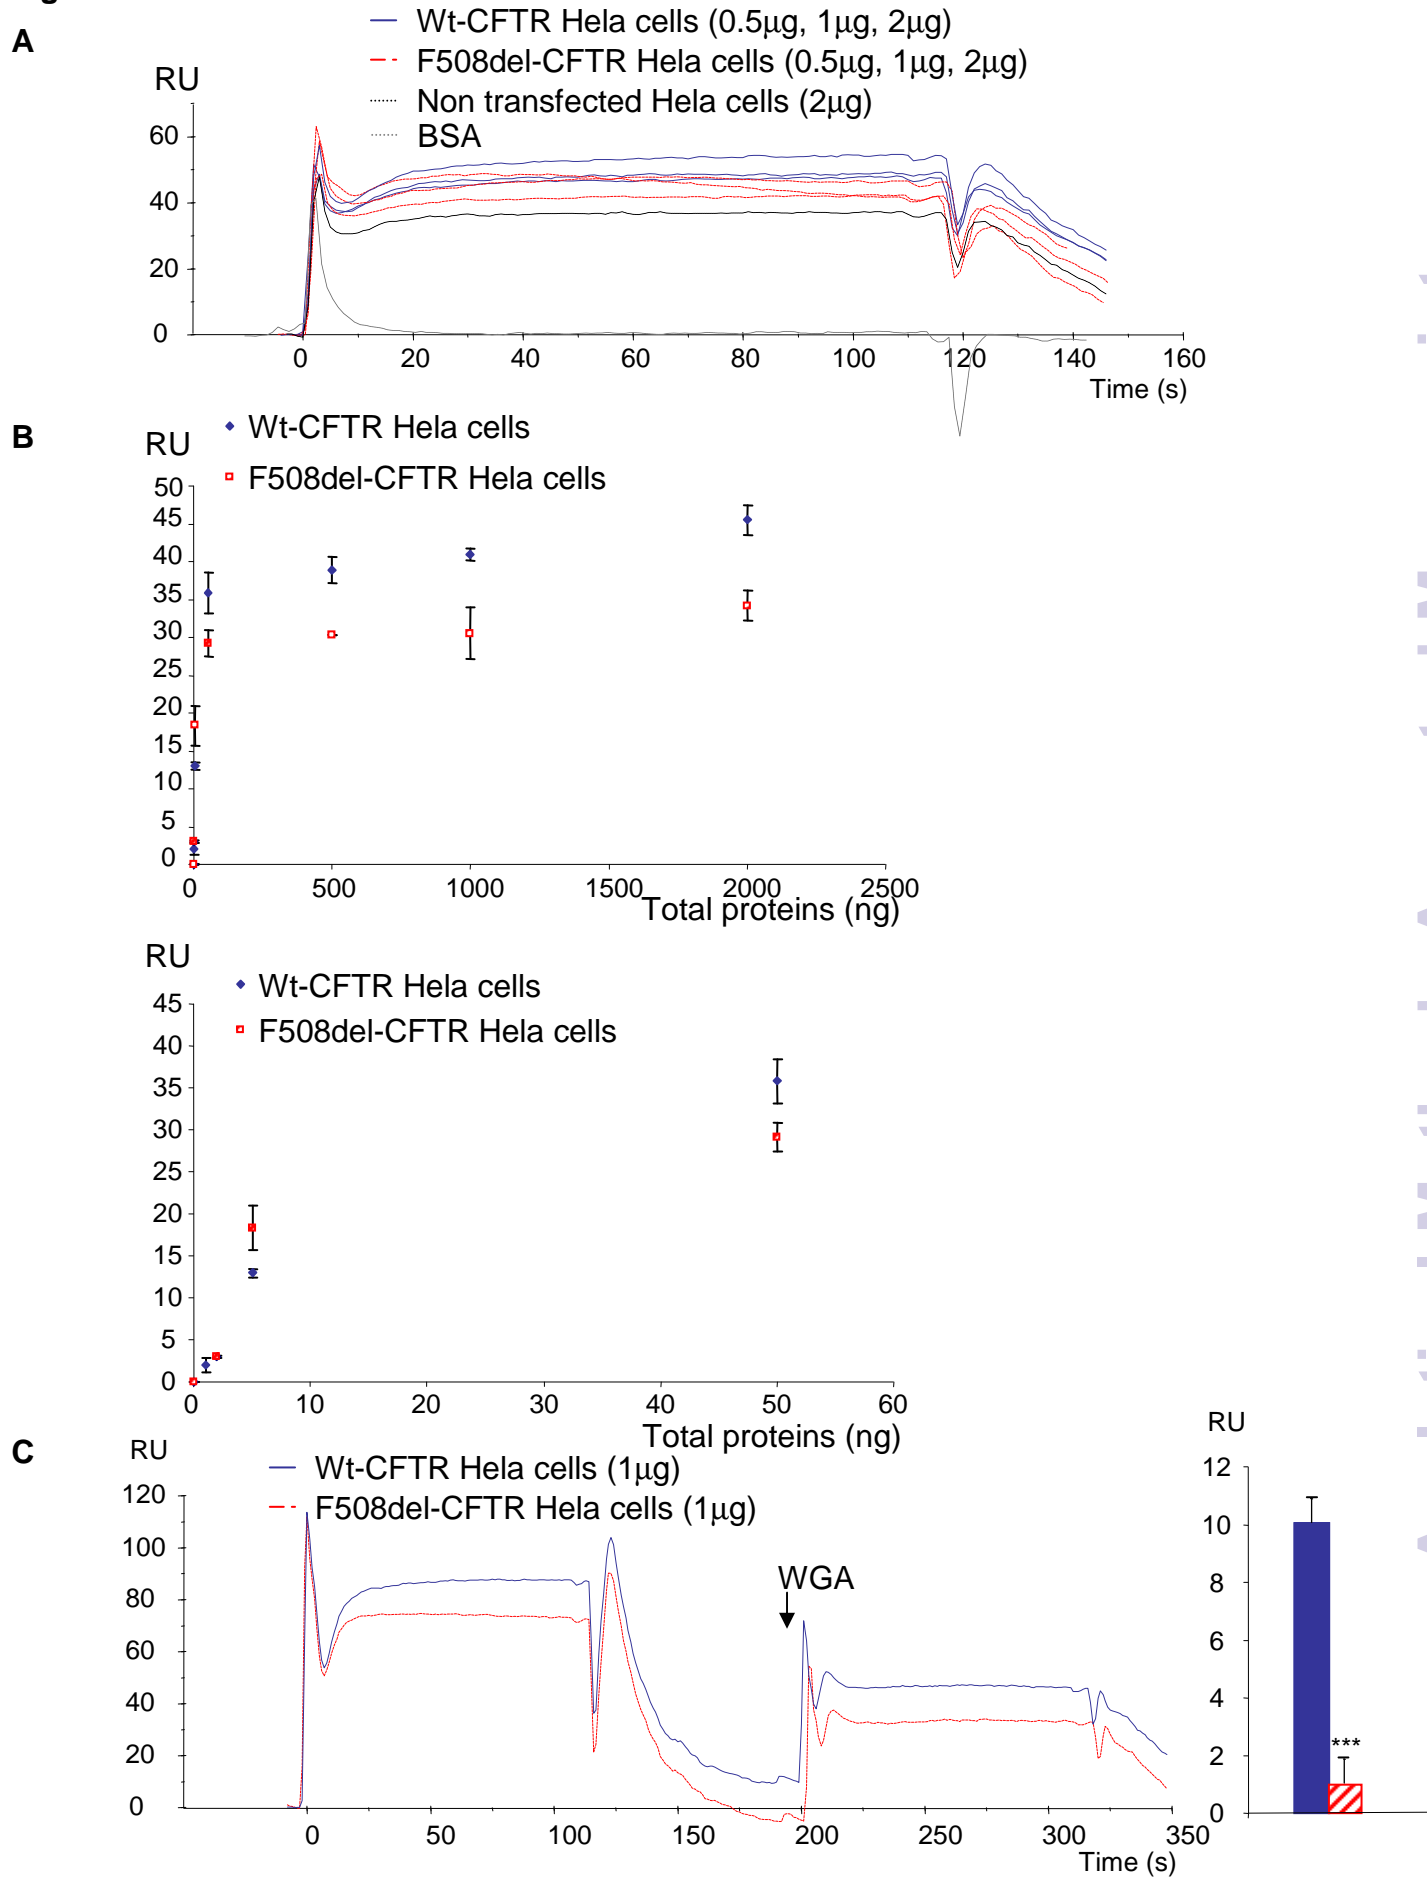 A
Wt-CFTR Hela cells (0.5μg, 1μg, 2μg)
F508del-CFTR Hela cells (0.5μg, 1μg, 2μg)
Non transfected Hela cells (2μg)
BSA
RU
60
40
20
0
0 20 40 60 80 100 120 140 160
Time (s)
B
RU
Wt-CFTR Hela cells
F508del-CFTR Hela cells
50
45
40
35
30
25
20
15
10
5
0
0 500 1000 1500 2000 2500
Total proteins (ng)
RU
Wt-CFTR Hela cells
F508del-CFTR Hela cells
45
40
35
30
25
20
15
10
5
0
0 10 20 30 40 50 60
Total proteins (ng)
C
RU
Wt-CFTR Hela cells (1μg)
F508del-CFTR Hela cells (1μg)
120
100
80
60
40
20
0
WGA
0 50 100 150 200 250 300 350
Time (s)
RU
12
10
8
6
4
2
0
***